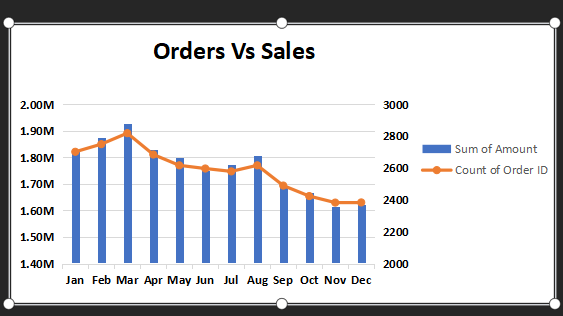 Orders Vs Sales
2.00M
1.90M
1.80M
1.70M
1.60M
1.50M
1.40M
3000
2800
2600
2400
2200
2000
Jan Feb Mar Apr May Jun Jul Aug Sep Oct Nov Dec
Sum of Amount
Count of Order ID